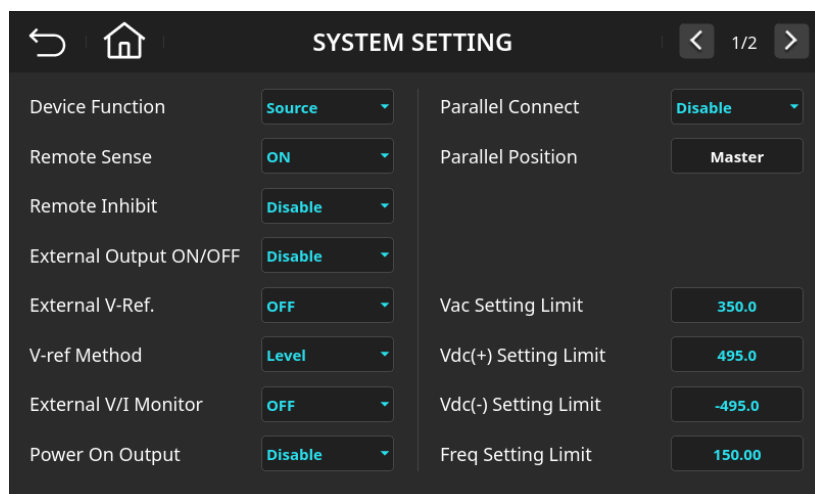 SYSTEM SETTING
1/2
Device Function Source
Remote Sense ON
Remote Inhibit Disable
External Output ON/OFF Disable
External V-Ref. OFF
V-ref Method Level
External V/I Monitor OFF
Power On Output Disable
Parallel Connect Disable
Parallel Position Master
Vac Setting Limit 350.0
Vdc(+) Setting Limit 495.0
Vdc(-) Setting Limit -495.0
Freq Setting Limit 150.00